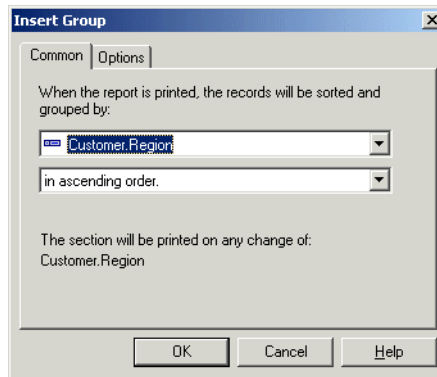 Insert Group
Common
Options
When the report is printed, the records will be sorted and
grouped by:
Customer.Region
in ascending order.
The section will be printed on any change of:
Customer.Region
OK
Cancel
Help